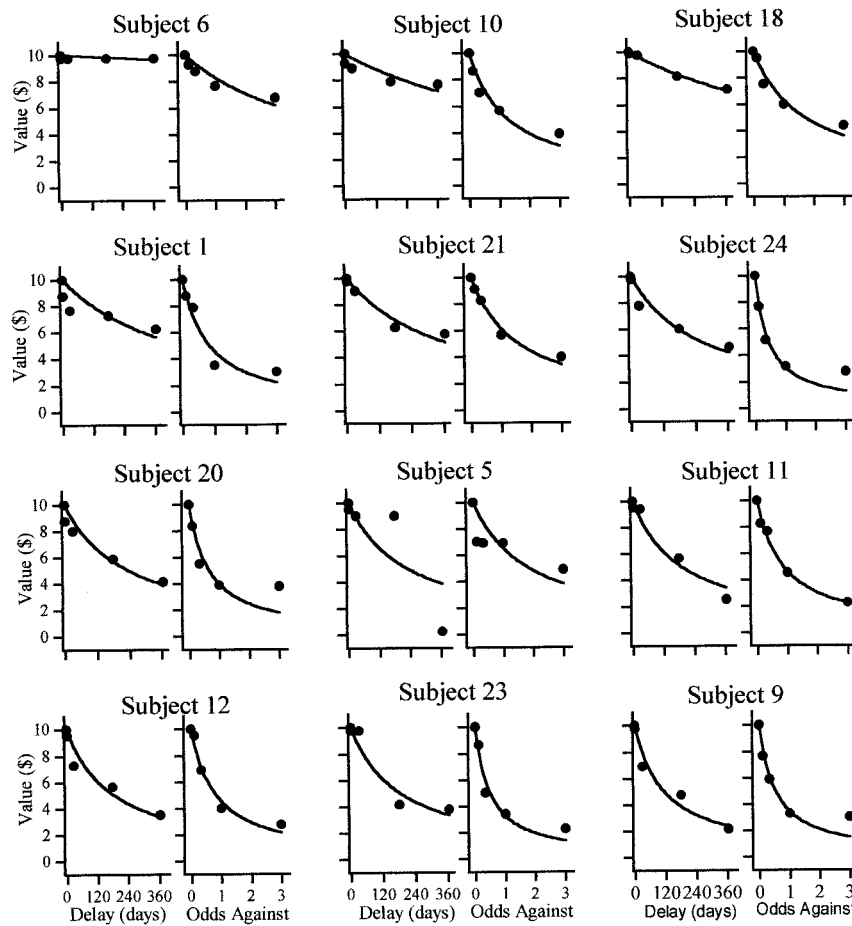 Subject 6
Subject 10
Subject 18
Value ($)
10
8
6
4
2
0
Subject 1
Subject 21
Subject 24
Value ($)
10
8
6
4
2
0
Subject 20
Subject 5
Subject 11
Value ($)
10
8
6
4
2
0
Subject 12
Subject 23
Subject 9
Value ($)
10
8
6
4
2
0
0 120 240 360 0 1 2 3
0 120 240 360 0 1 2 3
0 120 240 360 0 1 2 3
Delay (days) Odds Against
Delay (days) Odds Against
Delay (days) Odds Against